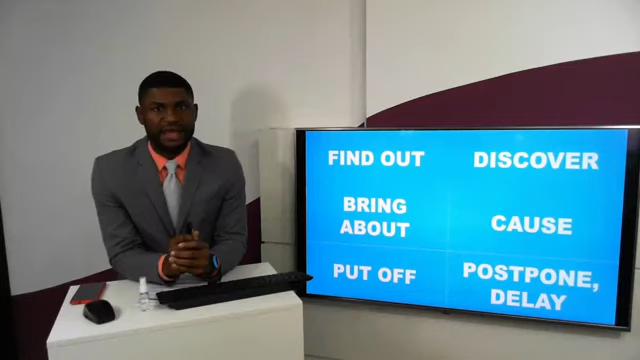 FIND OUT DISCOVER
BRING
ABOUT CAUSE
PUT OFF POSTPONE,
DELAY